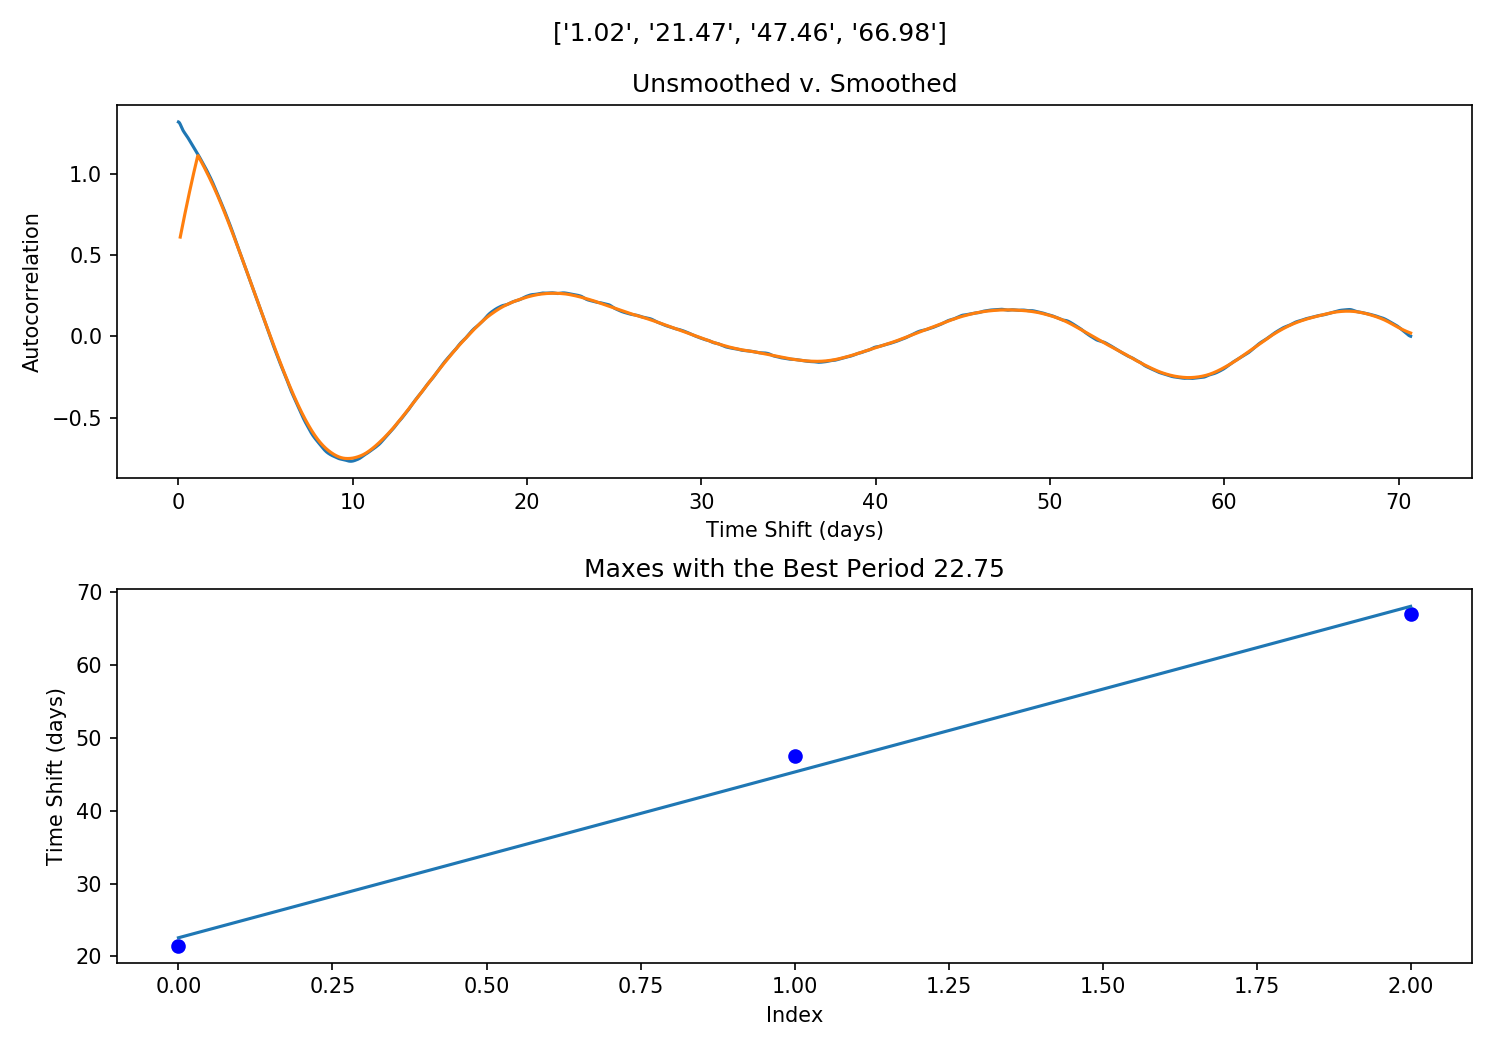 ['1.02', '21.47', '47.46', '66.98']
Unsmoothed v. Smoothed
1.0
0.5
0.0
−0.5
Autocorrelation
0 10 20 30 40 50 60 70
Time Shift (days)
Maxes with the Best Period 22.75
70
60
50
40
30
20
Time Shift (days)
0.00 0.25 0.50 0.75 1.00 1.25 1.50 1.75 2.00
Index